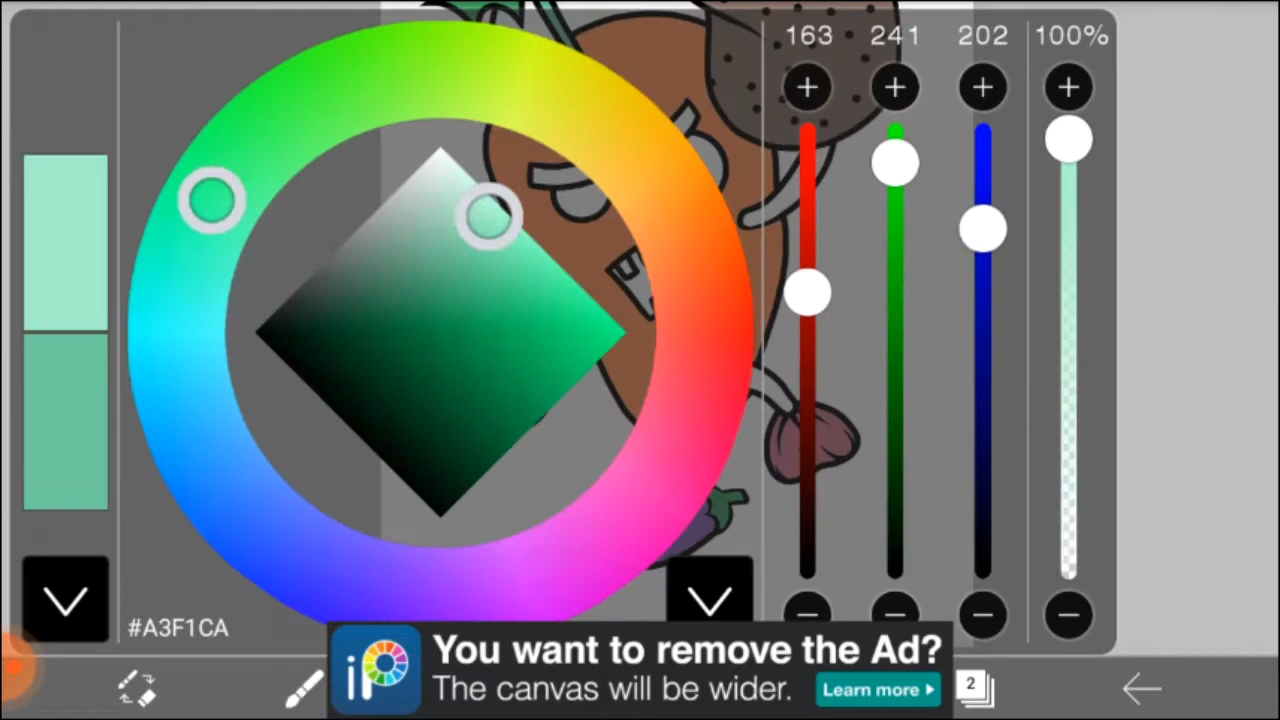 163 241 202 100%
#A3F1CA
iP
You want to remove the Ad?
The canvas will be wider.
Learn more
2